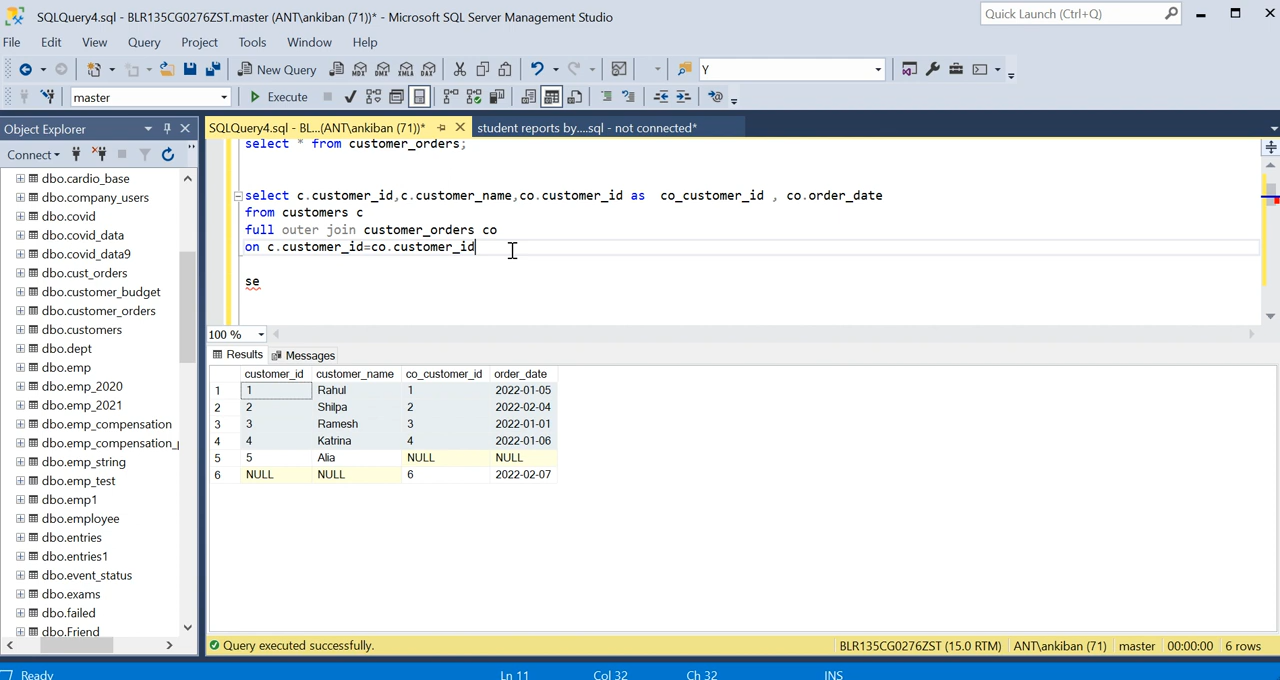 SQLQuery4.sql - BLR135CG0276ZST.master (ANT\ankiban (71))* - Microsoft SQL Server Management Studio
Quick Launch (Ctrl+Q)
File Edit View Query Project Tools Window Help
New Query MDX DMX XMLA DAX Y
master Execute
Object Explorer
SQLQuery4.sql - BL...(ANT\ankiban (71))* student reports by....sql - not connected*
Connect
dbo.cardio_base
dbo.company_users
dbo.covid
dbo.covid_data
dbo.covid_data9
dbo.cust_orders
dbo.customer_budget
dbo.customer_orders
dbo.customers
dbo.dept
dbo.emp
dbo.emp_2020
dbo.emp_2021
dbo.emp_compensation
dbo.emp_compensation_
dbo.emp_string
dbo.emp_test
dbo.emp1
dbo.employee
dbo.entries
dbo.entries1
dbo.event_status
dbo.exams
dbo.failed
dbo.Friend
select * from customer_orders;
select c.customer_id,c.customer_name,co.customer_id as co_customer_id , co.order_date
from customers c
full outer join customer_orders co
on c.customer_id=co.customer_id
se
100 %
Results Messages
customer_id customer_name co_customer_id order_date
1 1 Rahul 1 2022-01-05
2 2 Shilpa 2 2022-02-04
3 3 Ramesh 3 2022-01-01
4 4 Katrina 4 2022-01-06
5 5 Alia NULL NULL
6 NULL NULL 6 2022-02-07
Query executed successfully. BLR135CG0276ZST (15.0 RTM) ANT\ankiban (71) master 00:00:00 6 rows
Ready Ln 11 Col 32 Ch 32 INS